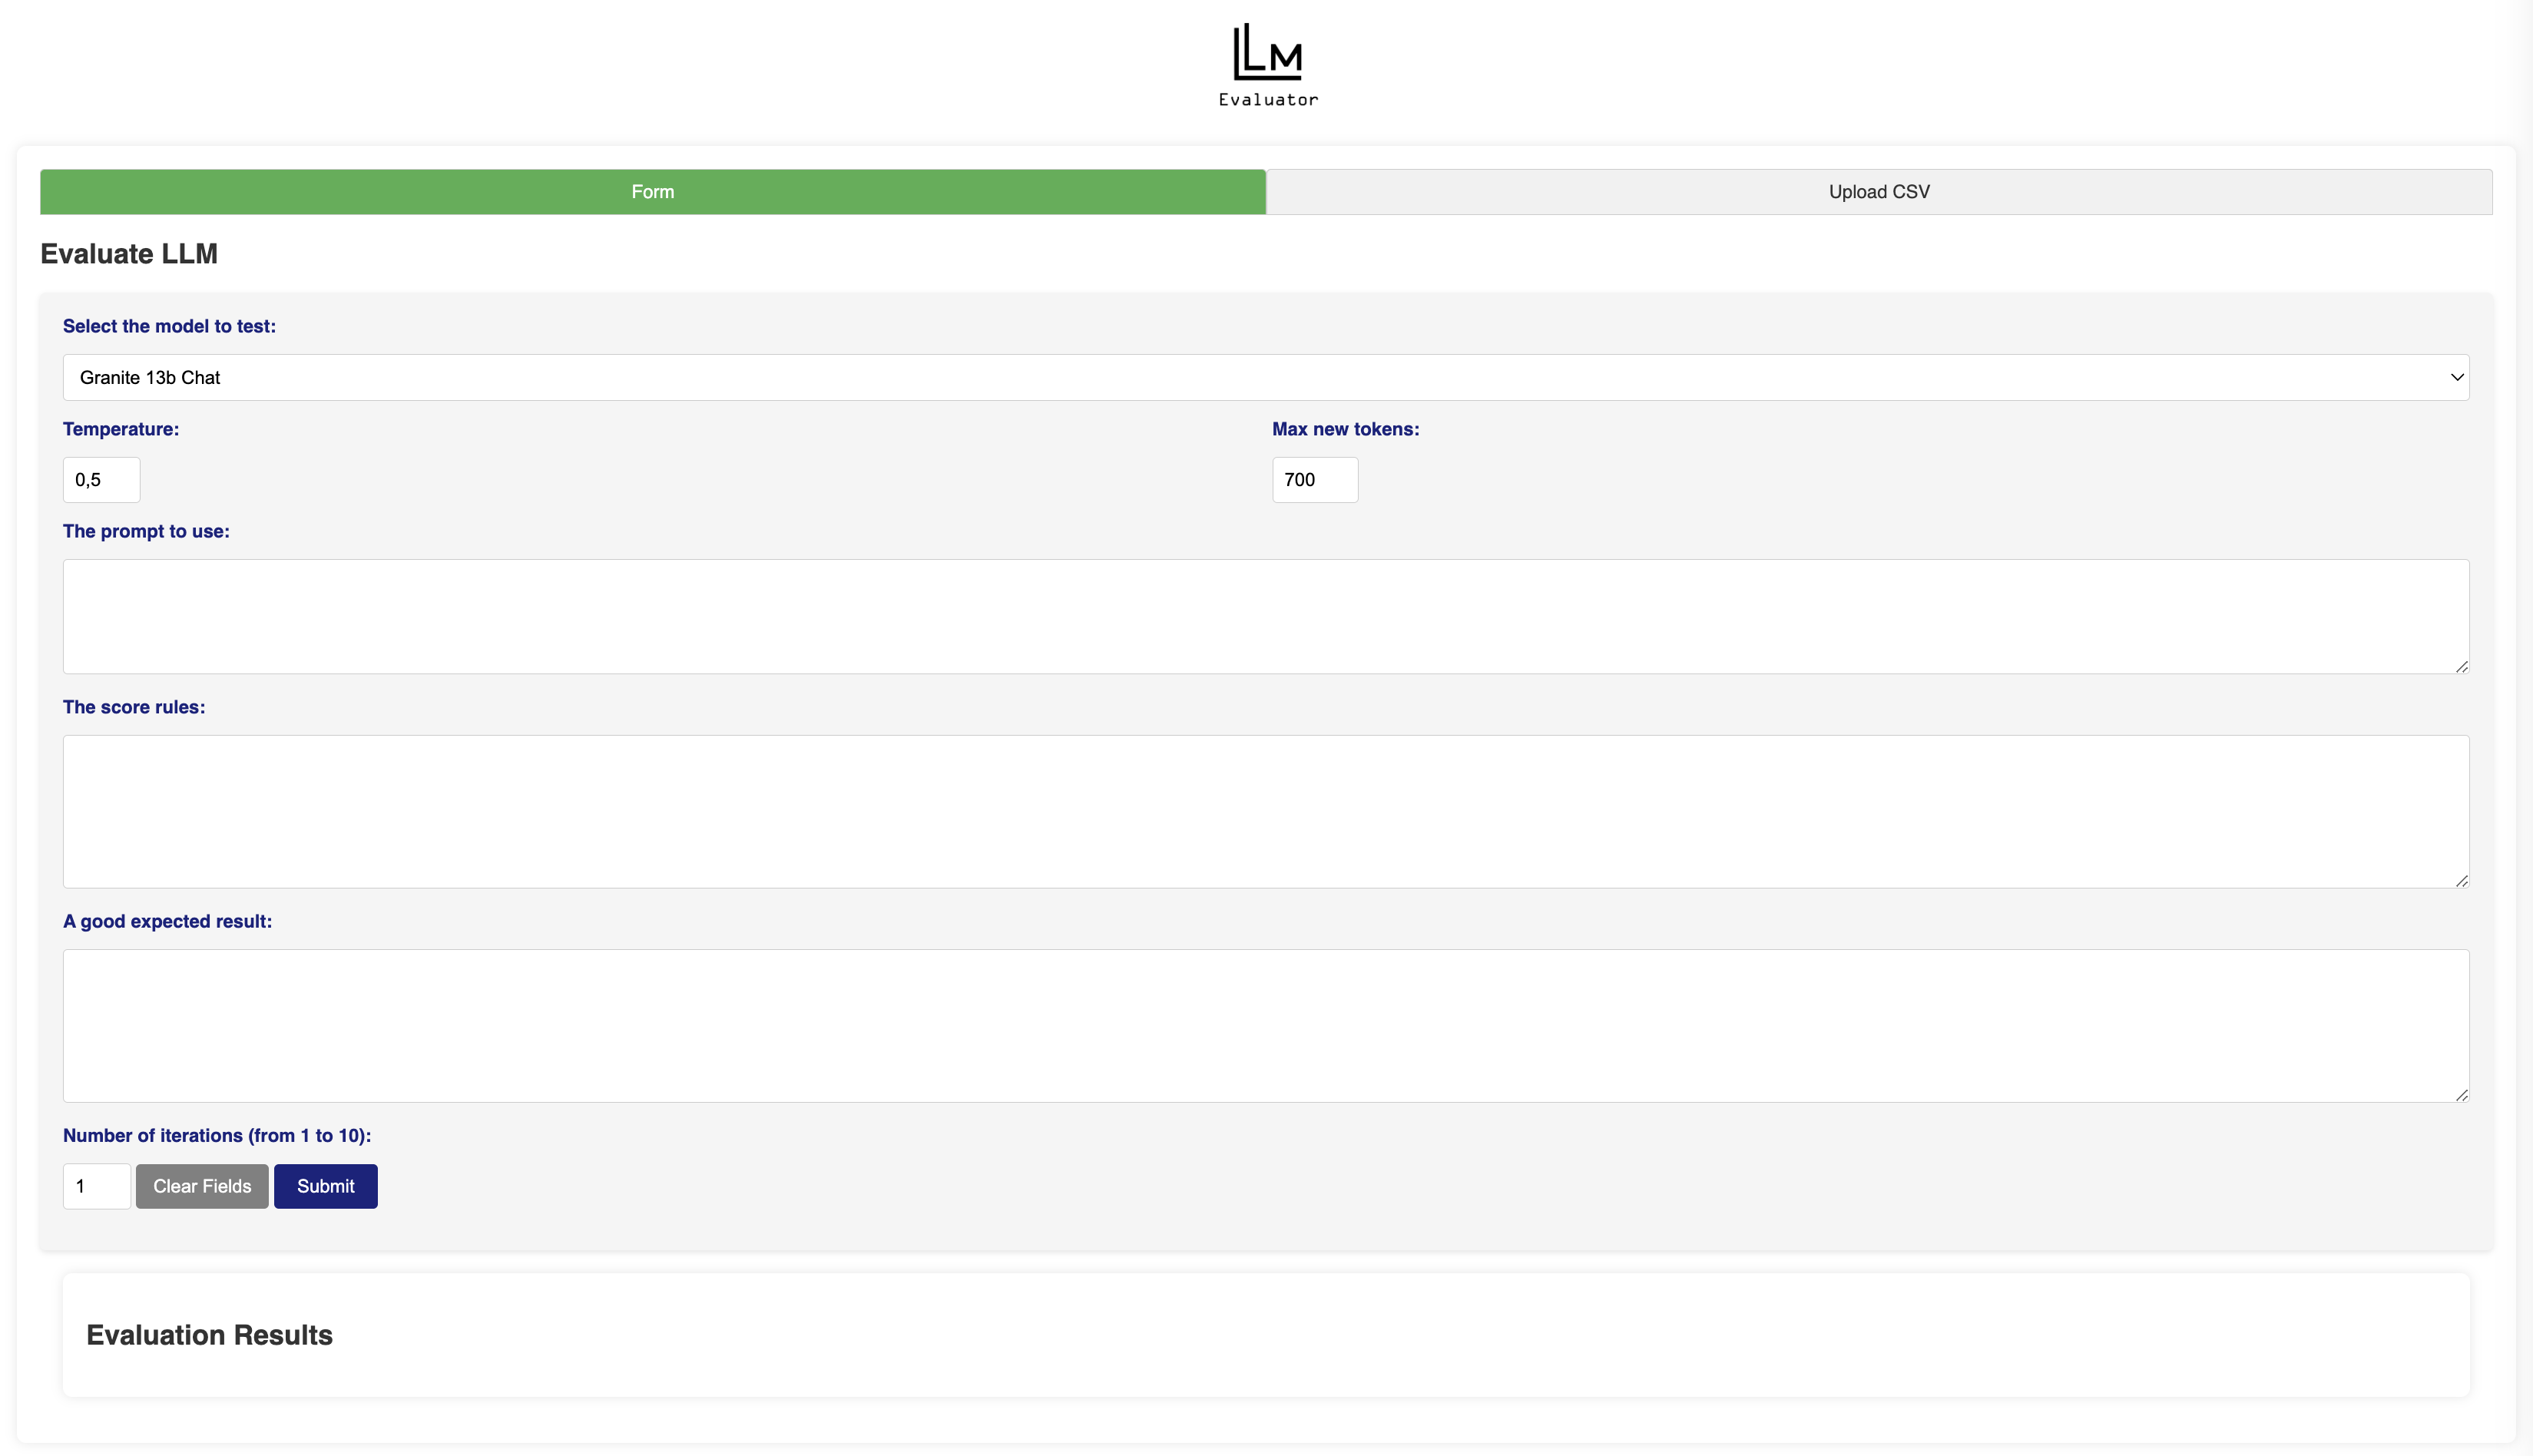 LLM
Evaluator
Form
Upload CSV
Evaluate LLM
Select the model to test:
Granite 13b Chat
Temperature:
Max new tokens:
0,5
700
The prompt to use:
The score rules:
A good expected result:
Number of iterations (from 1 to 10):
1
Clear Fields
Submit
Evaluation Results